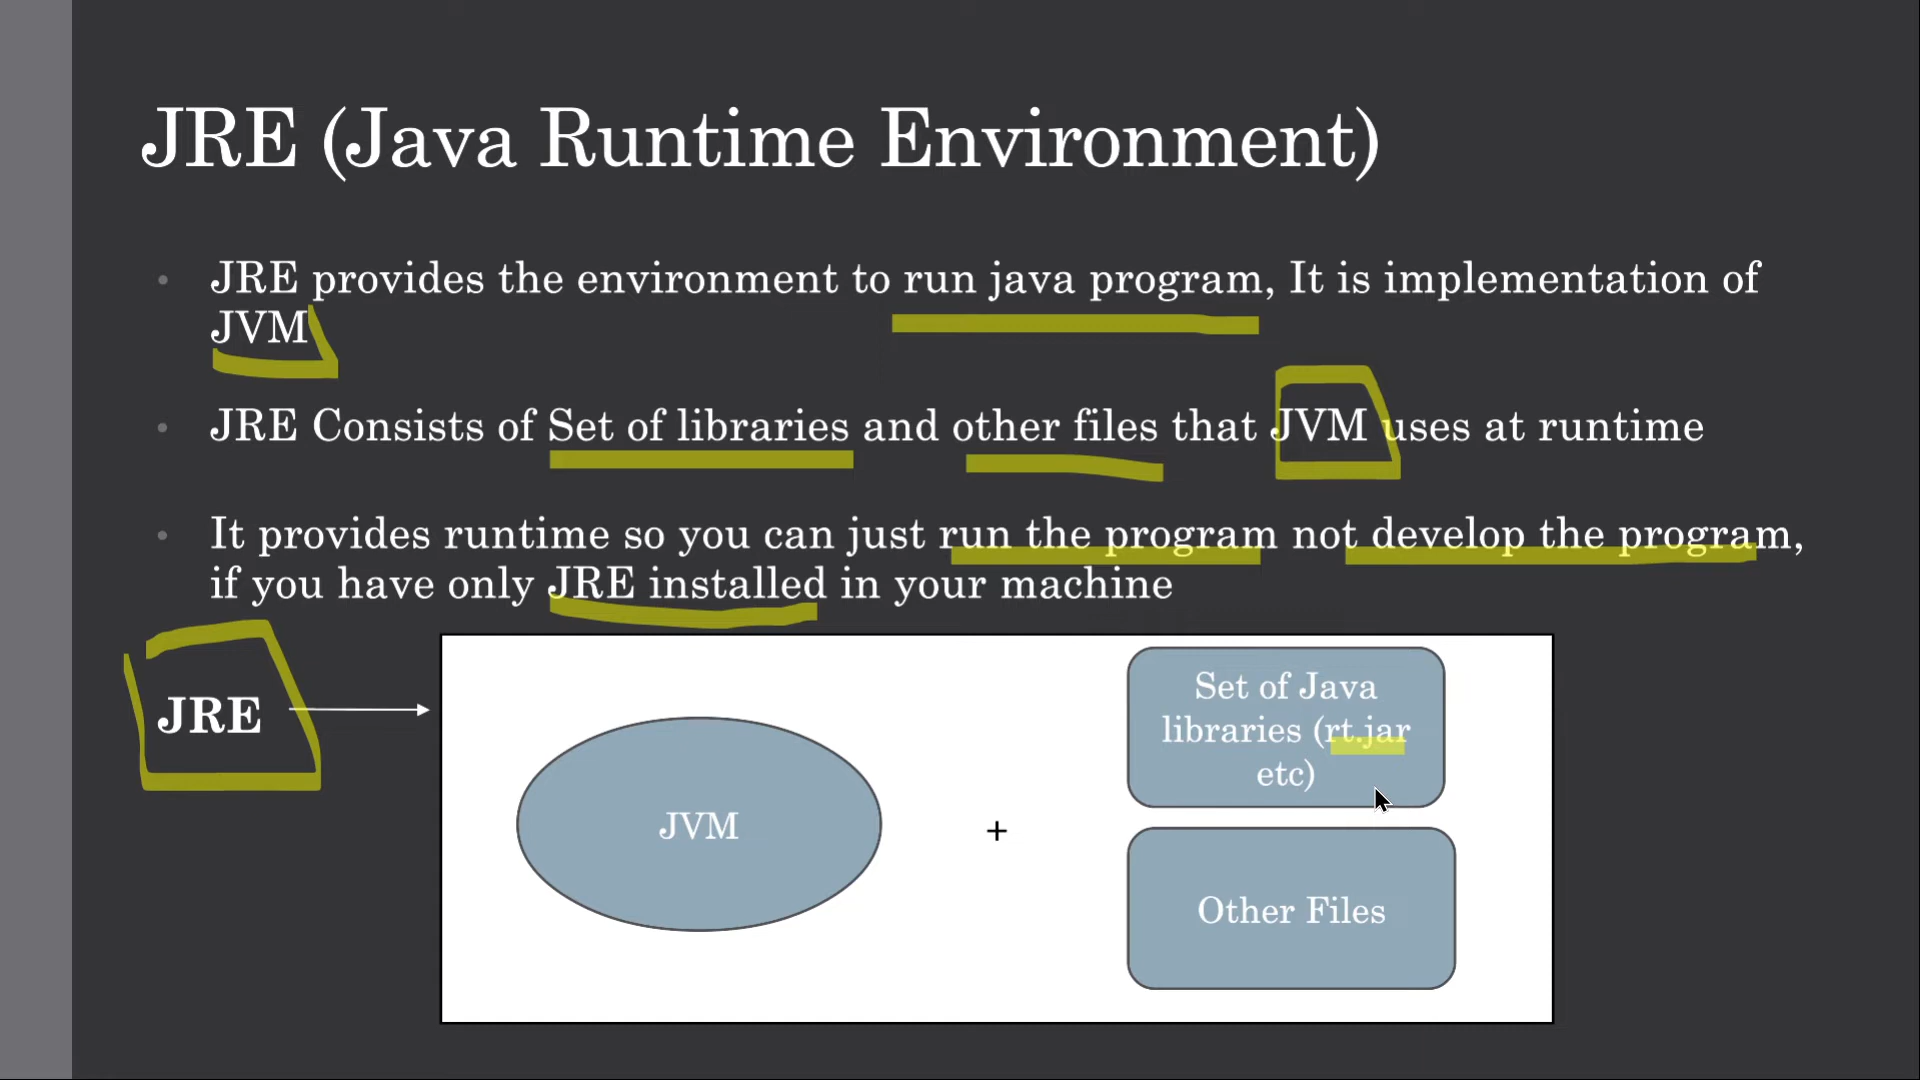 JRE (Java Runtime Environment)
• JRE provides the environment to run java program, It is implementation of
JVM
• JRE Consists of Set of libraries and other files that JVM uses at runtime
• It provides runtime so you can just run the program not develop the program,
if you have only JRE installed in your machine
JRE
JVM
+
Set of Java
libraries (rt.jar
etc)
Other Files